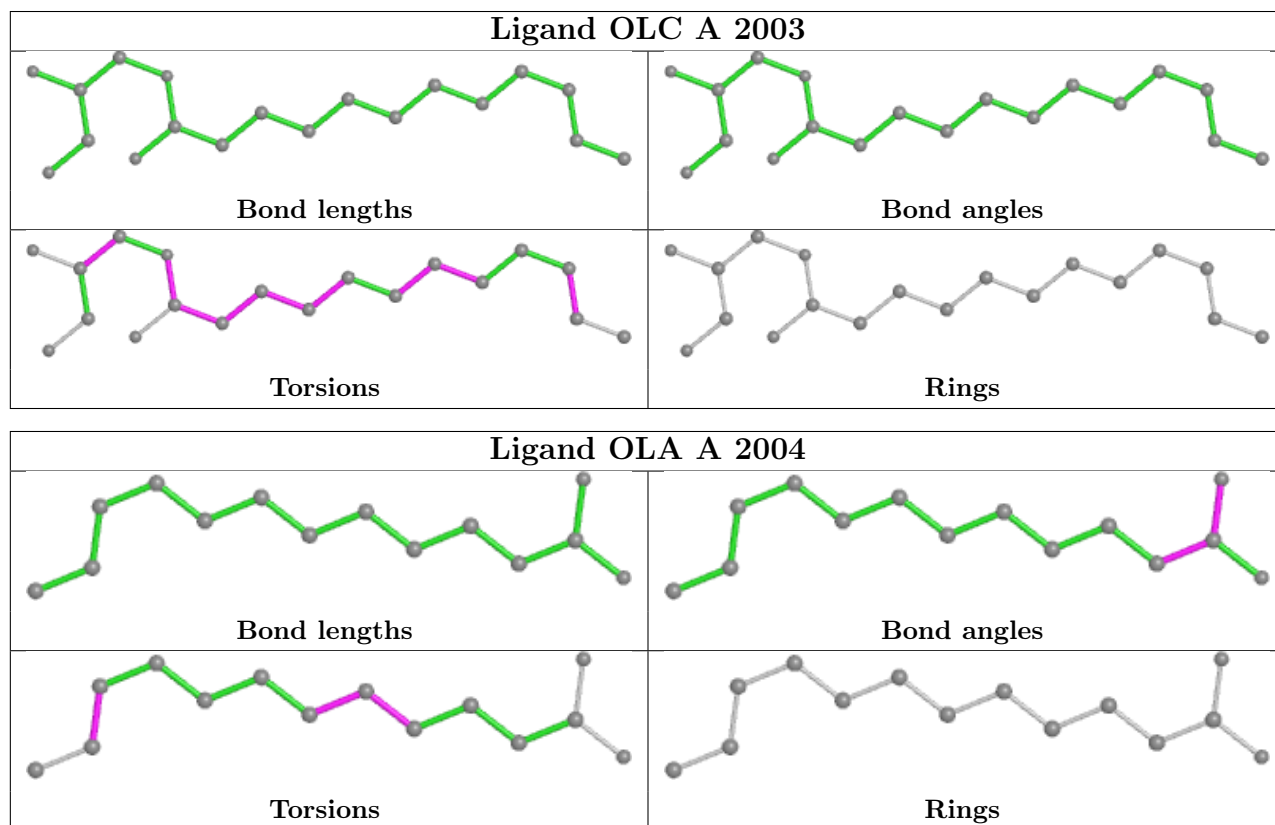 Ligand OLC A 2003
Bond lengths
Bond angles
Torsions
Rings
Ligand OLA A 2004
Bond lengths
Bond angles
Torsions
Rings